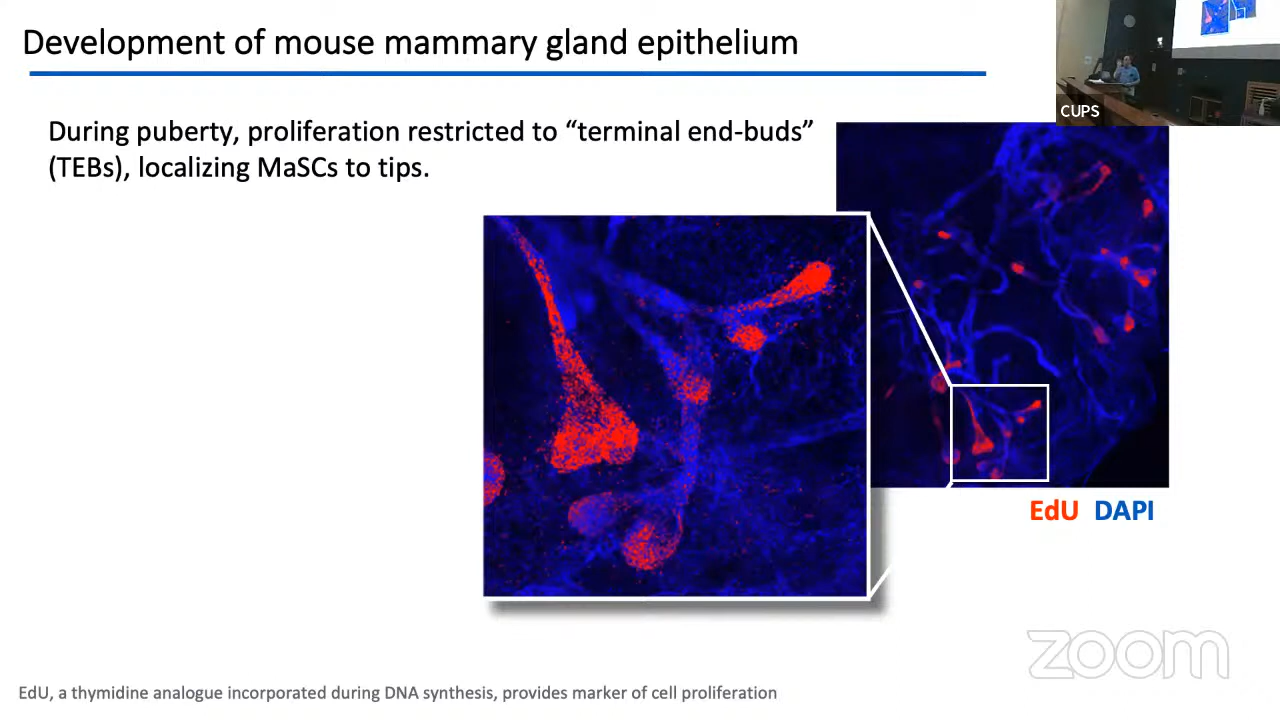 Development of mouse mammary gland epithelium
CUPS
During puberty, proliferation restricted to “terminal end-buds”
(TEBs), localizing MaSCs to tips.
EdU DAPI
zoom
EdU, a thymidine analogue incorporated during DNA synthesis, provides marker of cell proliferation